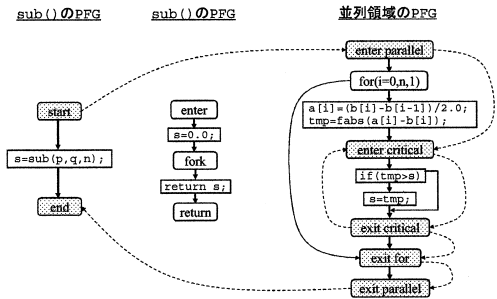 sub()のPFG
sub()のPFG
並列領域のPFG
start
s=sub(p,q,n);
end
enter
s=0.0;
fork
return s;
return
enter parallel
for(i=0,n,1)
a[i]=(b[i]-b[i-1])/2.0;
tmp=fabs(a[i]-b[i]);
enter critical
if(tmp>s)
s=tmp;
exit critical
exit for
exit parallel